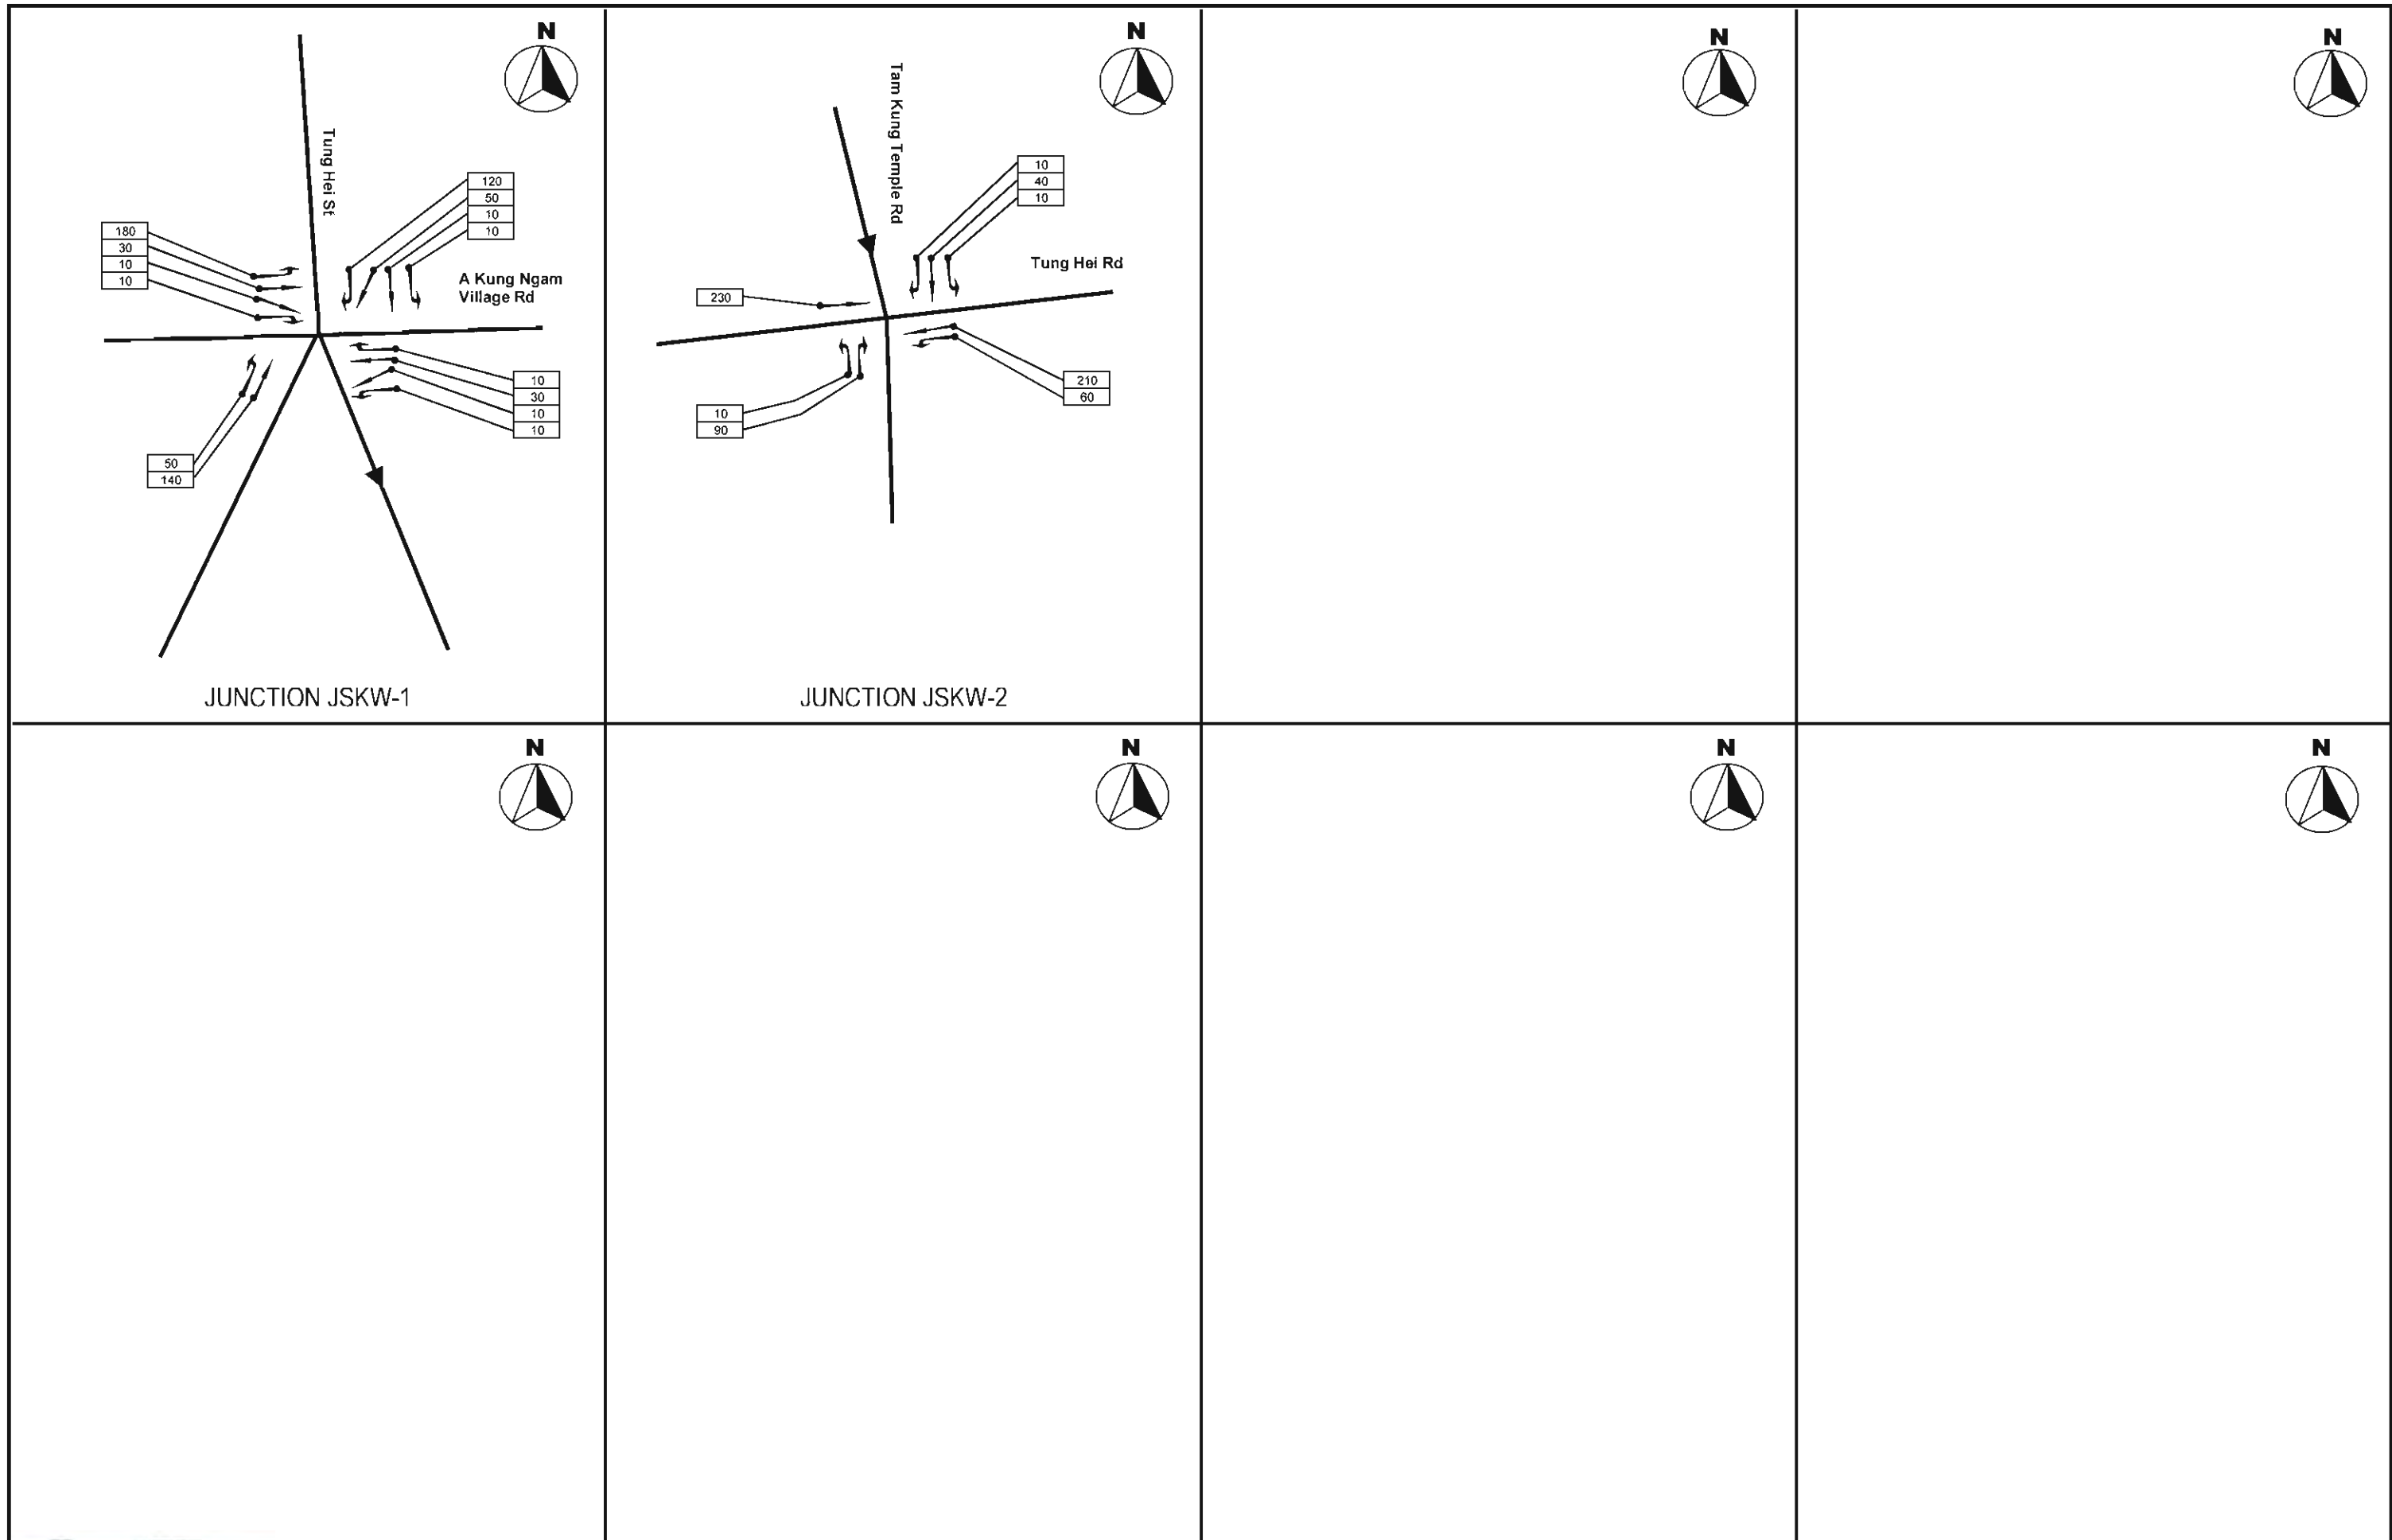 N
Tung Hei St
120
50
10
10
180
30
10
10
A Kung Ngam
Village Rd
10
30
10
10
50
140
JUNCTION JSKW-1
N
Tam Kung Temple Rd
10
40
10
Tung Hei Rd
230
210
60
10
90
JUNCTION JSKW-2
N
N
N
N
N
N